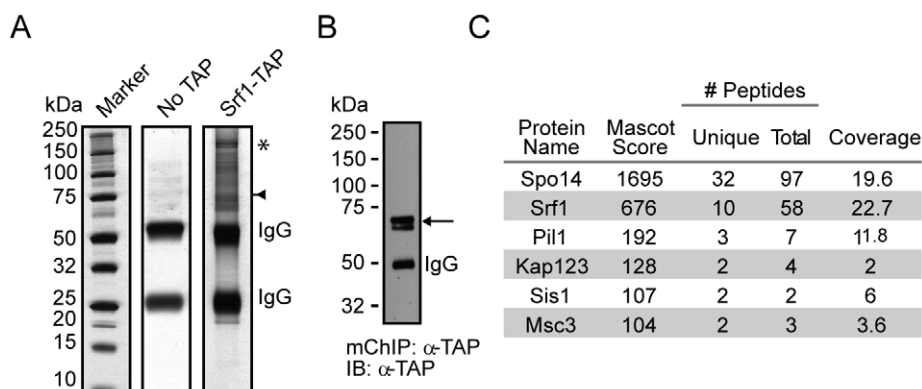 A
kDa
Marker
No TAP
Srf1-TAP
250
150
100
75
50
32
25
20
15
10
*
IgG
IgG
B
kDa
250 -
150 -
100 -
75 -
50 -
32 -
IgG
mChIP: α-TAP
IB: α-TAP
C
# Peptides
Protein Name Mascot Score Unique Total Coverage
Spo14 1695 32 97 19.6
Srf1 676 10 58 22.7
Pil1 192 3 7 11.8
Kap123 128 2 4 2
Sis1 107 2 2 6
Msc3 104 2 3 3.6